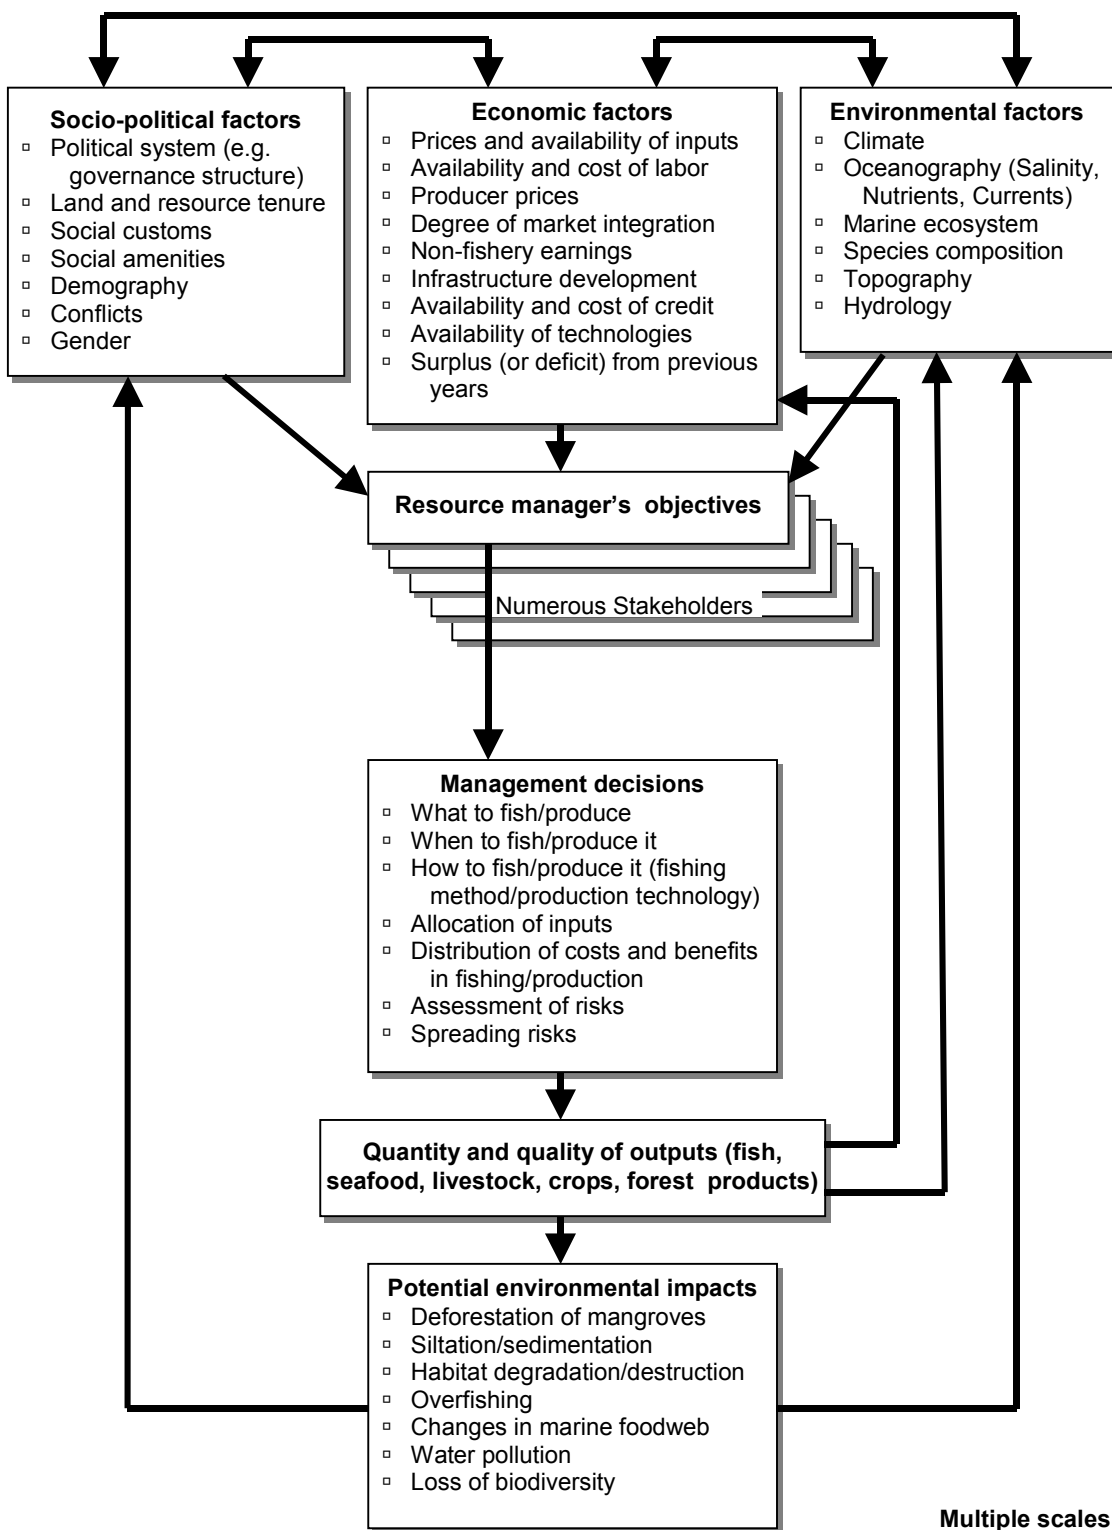 Socio-political factors
▫ Political system (e.g.
governance structure)
▫ Land and resource tenure
▫ Social customs
▫ Social amenities
▫ Demography
▫ Conflicts
▫ Gender
Economic factors
▫ Prices and availability of inputs
▫ Availability and cost of labor
▫ Producer prices
▫ Degree of market integration
▫ Non-fishery earnings
▫ Infrastructure development
▫ Availability and cost of credit
▫ Availability of technologies
▫ Surplus (or deficit) from previous
years
Environmental factors
▫ Climate
▫ Oceanography (Salinity,
Nutrients, Currents)
▫ Marine ecosystem
▫ Species composition
▫ Topography
▫ Hydrology
Resource manager’s objectives
Numerous Stakeholders
Management decisions
▫ What to fish/produce
▫ When to fish/produce it
▫ How to fish/produce it (fishing
method/production technology)
▫ Allocation of inputs
▫ Distribution of costs and benefits
in fishing/production
▫ Assessment of risks
▫ Spreading risks
Quantity and quality of outputs (fish,
seafood, livestock, crops, forest products)
Potential environmental impacts
▫ Deforestation of mangroves
▫ Siltation/sedimentation
▫ Habitat degradation/destruction
▫ Overfishing
▫ Changes in marine foodweb
▫ Water pollution
▫ Loss of biodiversity
Multiple scales